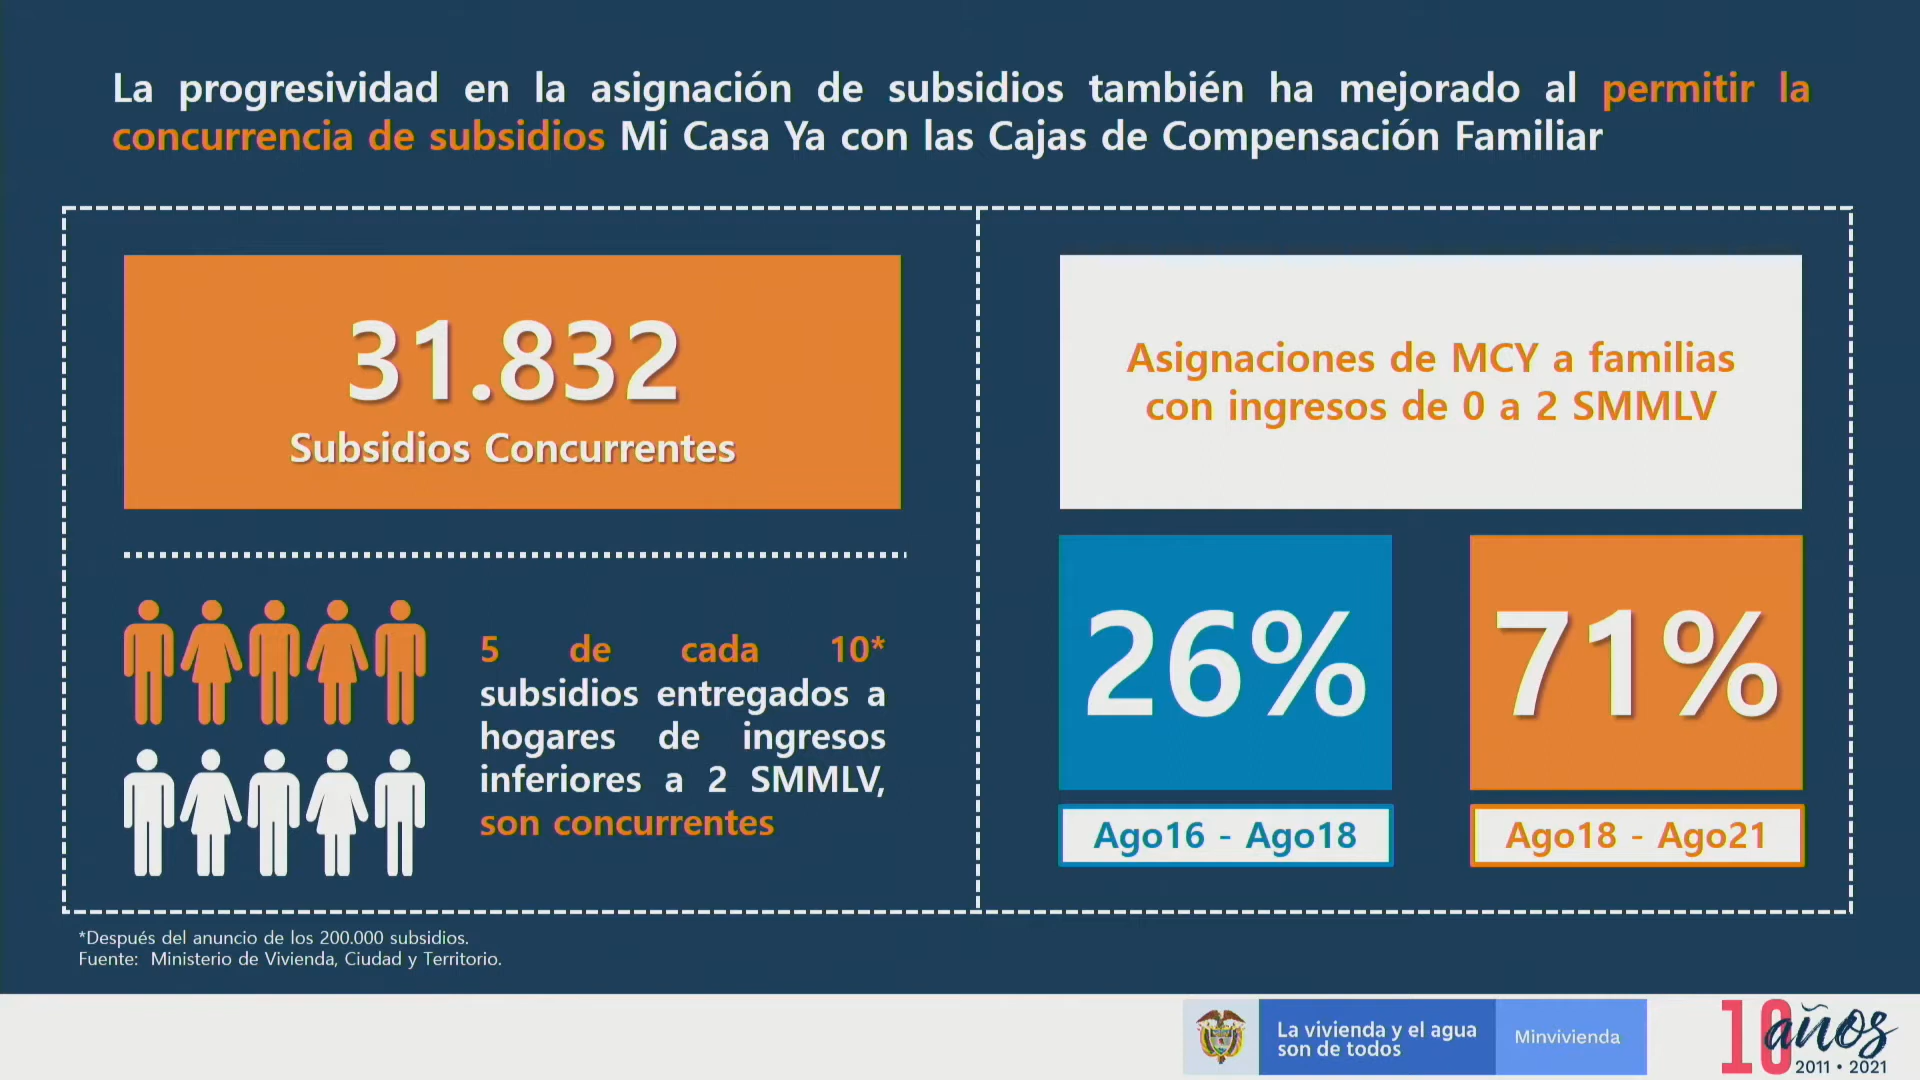 La progresividad en la asignación de subsidios también ha mejorado al permitir la
concurrencia de subsidios Mi Casa Ya con las Cajas de Compensación Familiar
31.832
Subsidios Concurrentes
5 de cada 10*
subsidios entregados a
hogares de ingresos
inferiores a 2 SMMLV,
son concurrentes
Asignaciones de MCY a familias
con ingresos de 0 a 2 SMMLV
26%
71%
Ago16 - Ago18
Ago18 - Ago21
*Después del anuncio de los 200.000 subsidios.
Fuente: Ministerio de Vivienda, Ciudad y Territorio.
La vivienda y el agua
son de todos
Minvivienda
10 años
2011 • 2021